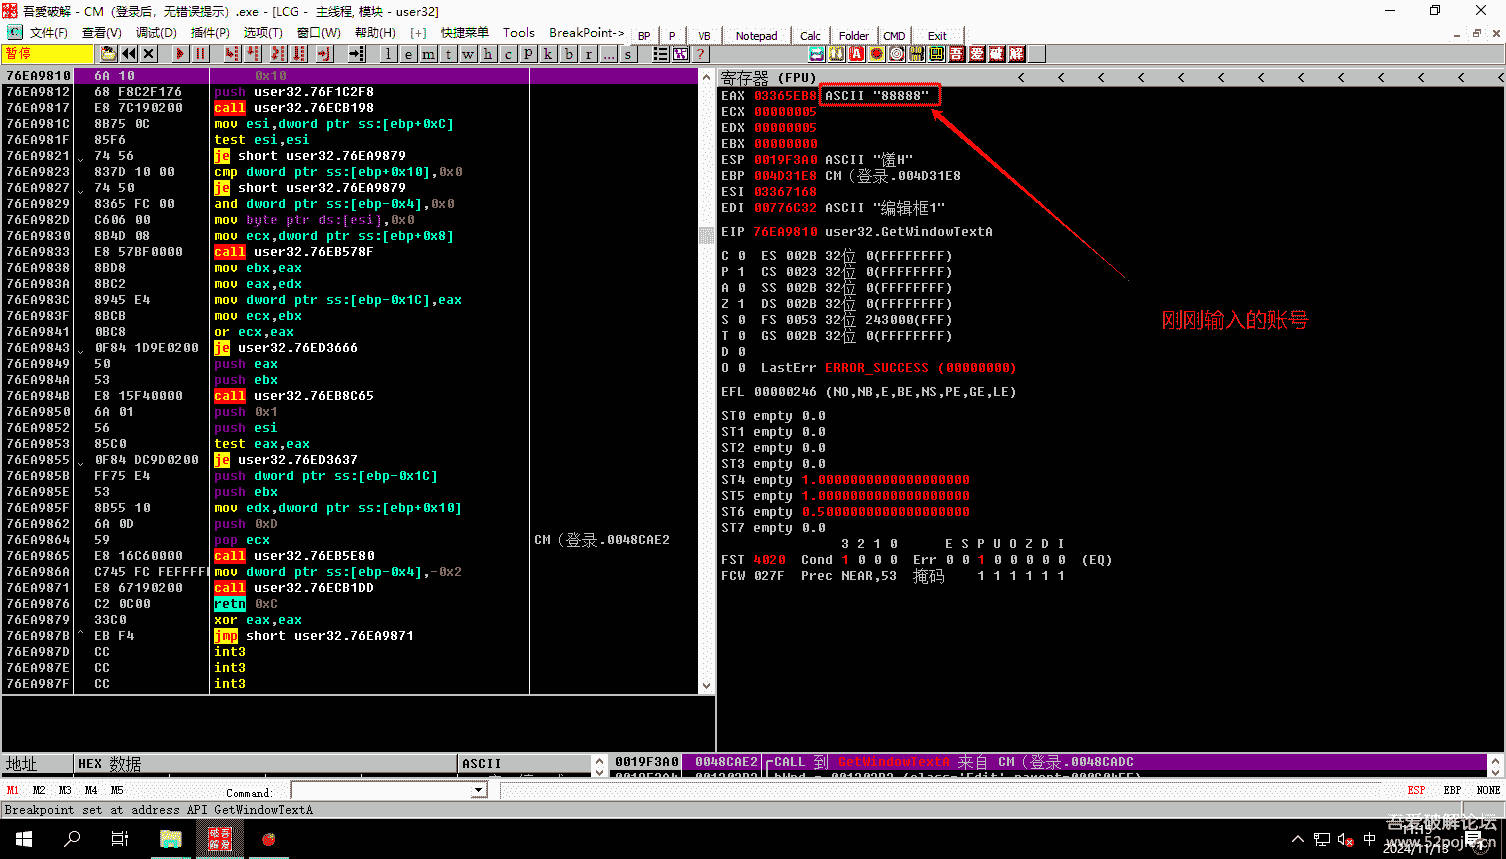 吾爱破解 - CM（登录后，无错误提示）.exe - [LCG - 主线程, 模块 - user32]
文件(F) 查看(V) 调试(D) 插件(P) 选项(T) 窗口(W) 帮助(H) [+] 快捷菜单 Tools BreakPoint-> BP P VB Notepad Calc Folder CMD Exit
暂停 l e m t w h c p k b r ... s ? 吾 爱 破 解
76EA9810 6A 10 0x10
76EA9812 68 F8C2F176 push user32.76F1C2F8
76EA9817 E8 7C190200 call user32.76ECB198
76EA981C 8B75 0C mov esi,dword ptr ss:[ebp+0xC]
76EA981F 85F6 test esi,esi
76EA9821 74 56 je short user32.76EA9879
76EA9823 837D 10 00 cmp dword ptr ss:[ebp+0x10],0x0
76EA9827 74 50 je short user32.76EA9879
76EA9829 8365 FC 00 and dword ptr ss:[ebp-0x4],0x0
76EA982D C606 00 mov byte ptr ds:[esi],0x0
76EA9830 8B4D 08 mov ecx,dword ptr ss:[ebp+0x8]
76EA9833 E8 57BF0000 call user32.76EB578F
76EA9838 8BD8 mov ebx,eax
76EA983A 8BC2 mov eax,edx
76EA983C 8945 E4 mov dword ptr ss:[ebp-0x1C],eax
76EA983F 8BCB mov ecx,ebx
76EA9841 0BC8 or ecx,eax
76EA9843 0F84 1D9E0200 je user32.76ED3666
76EA9849 50 push eax
76EA984A 53 push ebx
76EA984B E8 15F40000 call user32.76EB8C65
76EA9850 6A 01 push 0x1
76EA9852 56 push esi
76EA9853 85C0 test eax,eax
76EA9855 0F84 DC9D0200 je user32.76ED3637
76EA985B FF75 E4 push dword ptr ss:[ebp-0x1C]
76EA985E 53 push ebx
76EA985F 8B55 10 mov edx,dword ptr ss:[ebp+0x10]
76EA9862 6A 0D push 0xD
76EA9864 59 pop ecx CM（登录.0048CAE2
76EA9865 E8 16C60000 call user32.76EB5E80
76EA986A C745 FC FEFFFF mov dword ptr ss:[ebp-0x4],-0x2
76EA9871 E8 67190200 call user32.76ECB1DD
76EA9876 C2 0C00 retn 0xC
76EA9879 33C0 xor eax,eax
76EA987B EB F4 jmp short user32.76EA9871
76EA987D CC int3
76EA987E CC int3
76EA987F CC int3
寄存器 (FPU) < < < < < < < < < < < < <
EAX 03365EB8 ASCII "88888"
ECX 00000005
EDX 00000005
EBX 00000000
ESP 0019F3A0 ASCII "馐H"
EBP 004D31E8 CM（登录.004D31E8
ESI 03367168
EDI 00776C32 ASCII "编辑框1"
EIP 76EA9810 user32.GetWindowTextA
C 0 ES 002B 32位 0(FFFFFFFF)
P 1 CS 0023 32位 0(FFFFFFFF)
A 0 SS 002B 32位 0(FFFFFFFF)
Z 1 DS 002B 32位 0(FFFFFFFF)
S 0 FS 0053 32位 243000(FFF)
T 0 GS 002B 32位 0(FFFFFFFF)
D 0
O 0 LastErr ERROR_SUCCESS (00000000)
EFL 00000246 (NO,NB,E,BE,NS,PE,GE,LE)
ST0 empty 0.0
ST1 empty 0.0
ST2 empty 0.0
ST3 empty 0.0
ST4 empty 1.0000000000000000000
ST5 empty 1.0000000000000000000
ST6 empty 0.5000000000000000000
ST7 empty 0.0
3 2 1 0 E S P U O Z D I
FST 4020 Cond 1 0 0 0 Err 0 0 1 0 0 0 0 0 (EQ)
FCW 027F Prec NEAR,53 掩码 1 1 1 1 1 1
刚刚输入的账号
地址 HEX 数据 ASCII
0019F3A0 0048CAE2 CALL 到 GetWindowTextA 来自 CM（登录.0048CADC
M1 M2 M3 M4 M5 Command: ESP EBP NONE
Breakpoint set at address API GetWindowTextA
中 11:15
2024/11/15
吾爱破解论坛
www.52pojie.cn